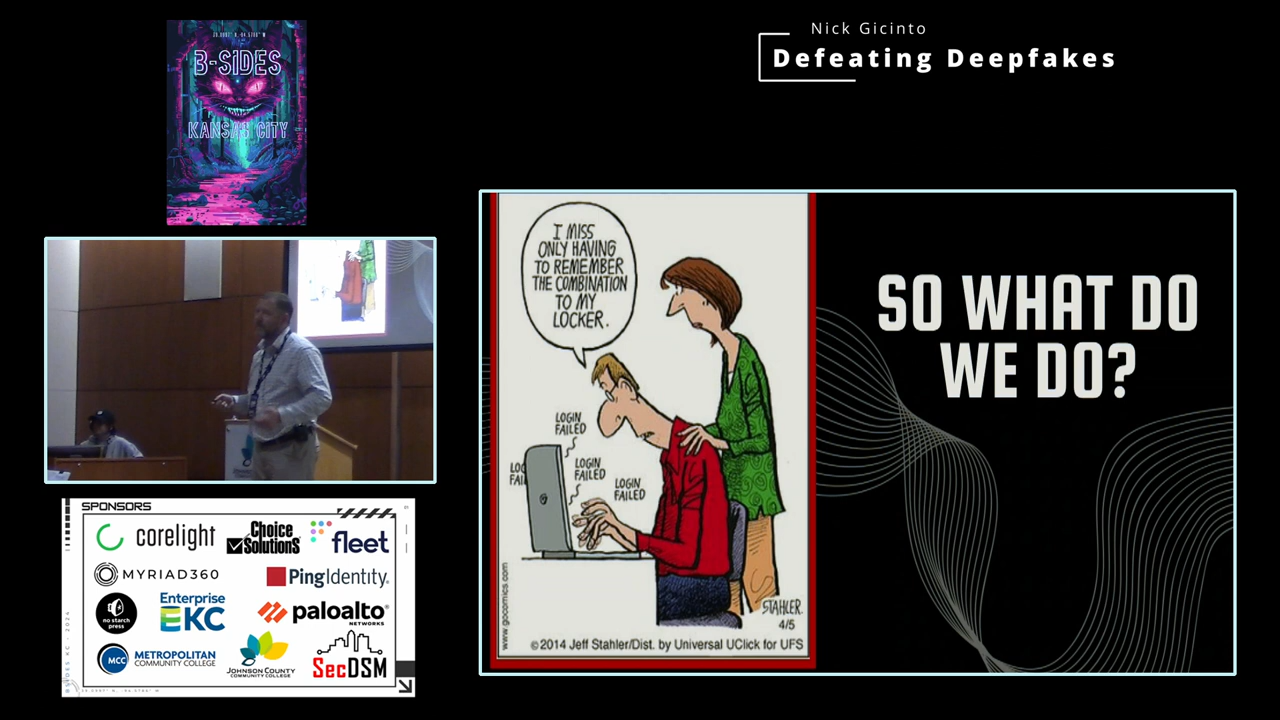 B-SIDES
KANSAS CITY
Nick Gicinto
Defeating Deepfakes
I MISS
ONLY HAVING
TO REMEMBER
THE COMBINATION
TO MY
LOCKER.
LOGIN
FAILED
LOGIN
FAILED
LOGIN
FAILED
STAHLER.
4/5
www.gocomics.com
©2014 Jeff Stahler/Dist. by Universal UClick for UFS
SO WHAT DO
WE DO?
SPONSORS
corelight
Choice
Solutions
fleet
MYRIAD360
PingIdentity®
no starch
press
Enterprise
EKC
paloalto®
NETWORKS
MCC
METROPOLITAN
COMMUNITY COLLEGE
JOHNSON COUNTY
COMMUNITY COLLEGE
SecDSM